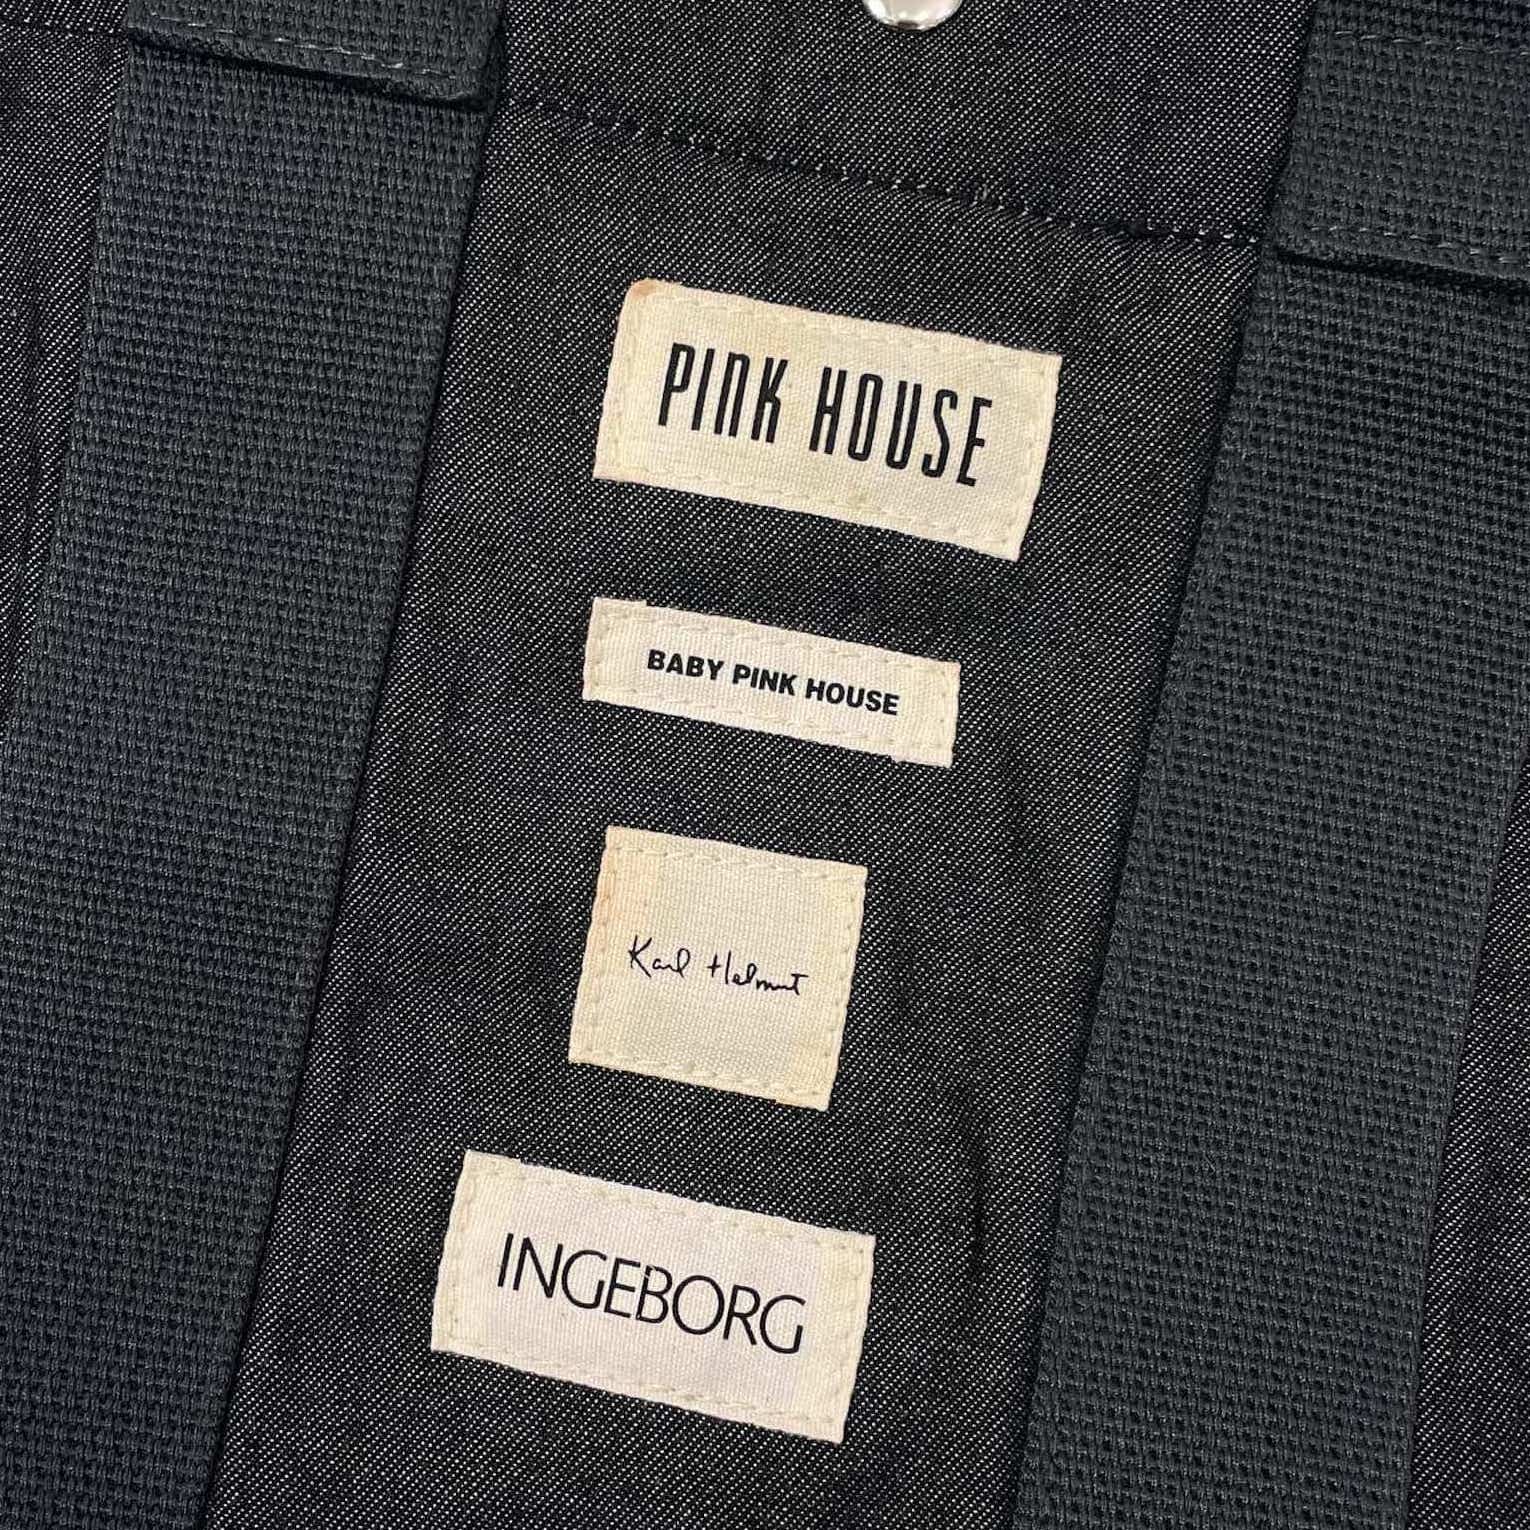 PINK HOUSE
BABY PINK HOUSE
Karl Helmut
INGEBORG